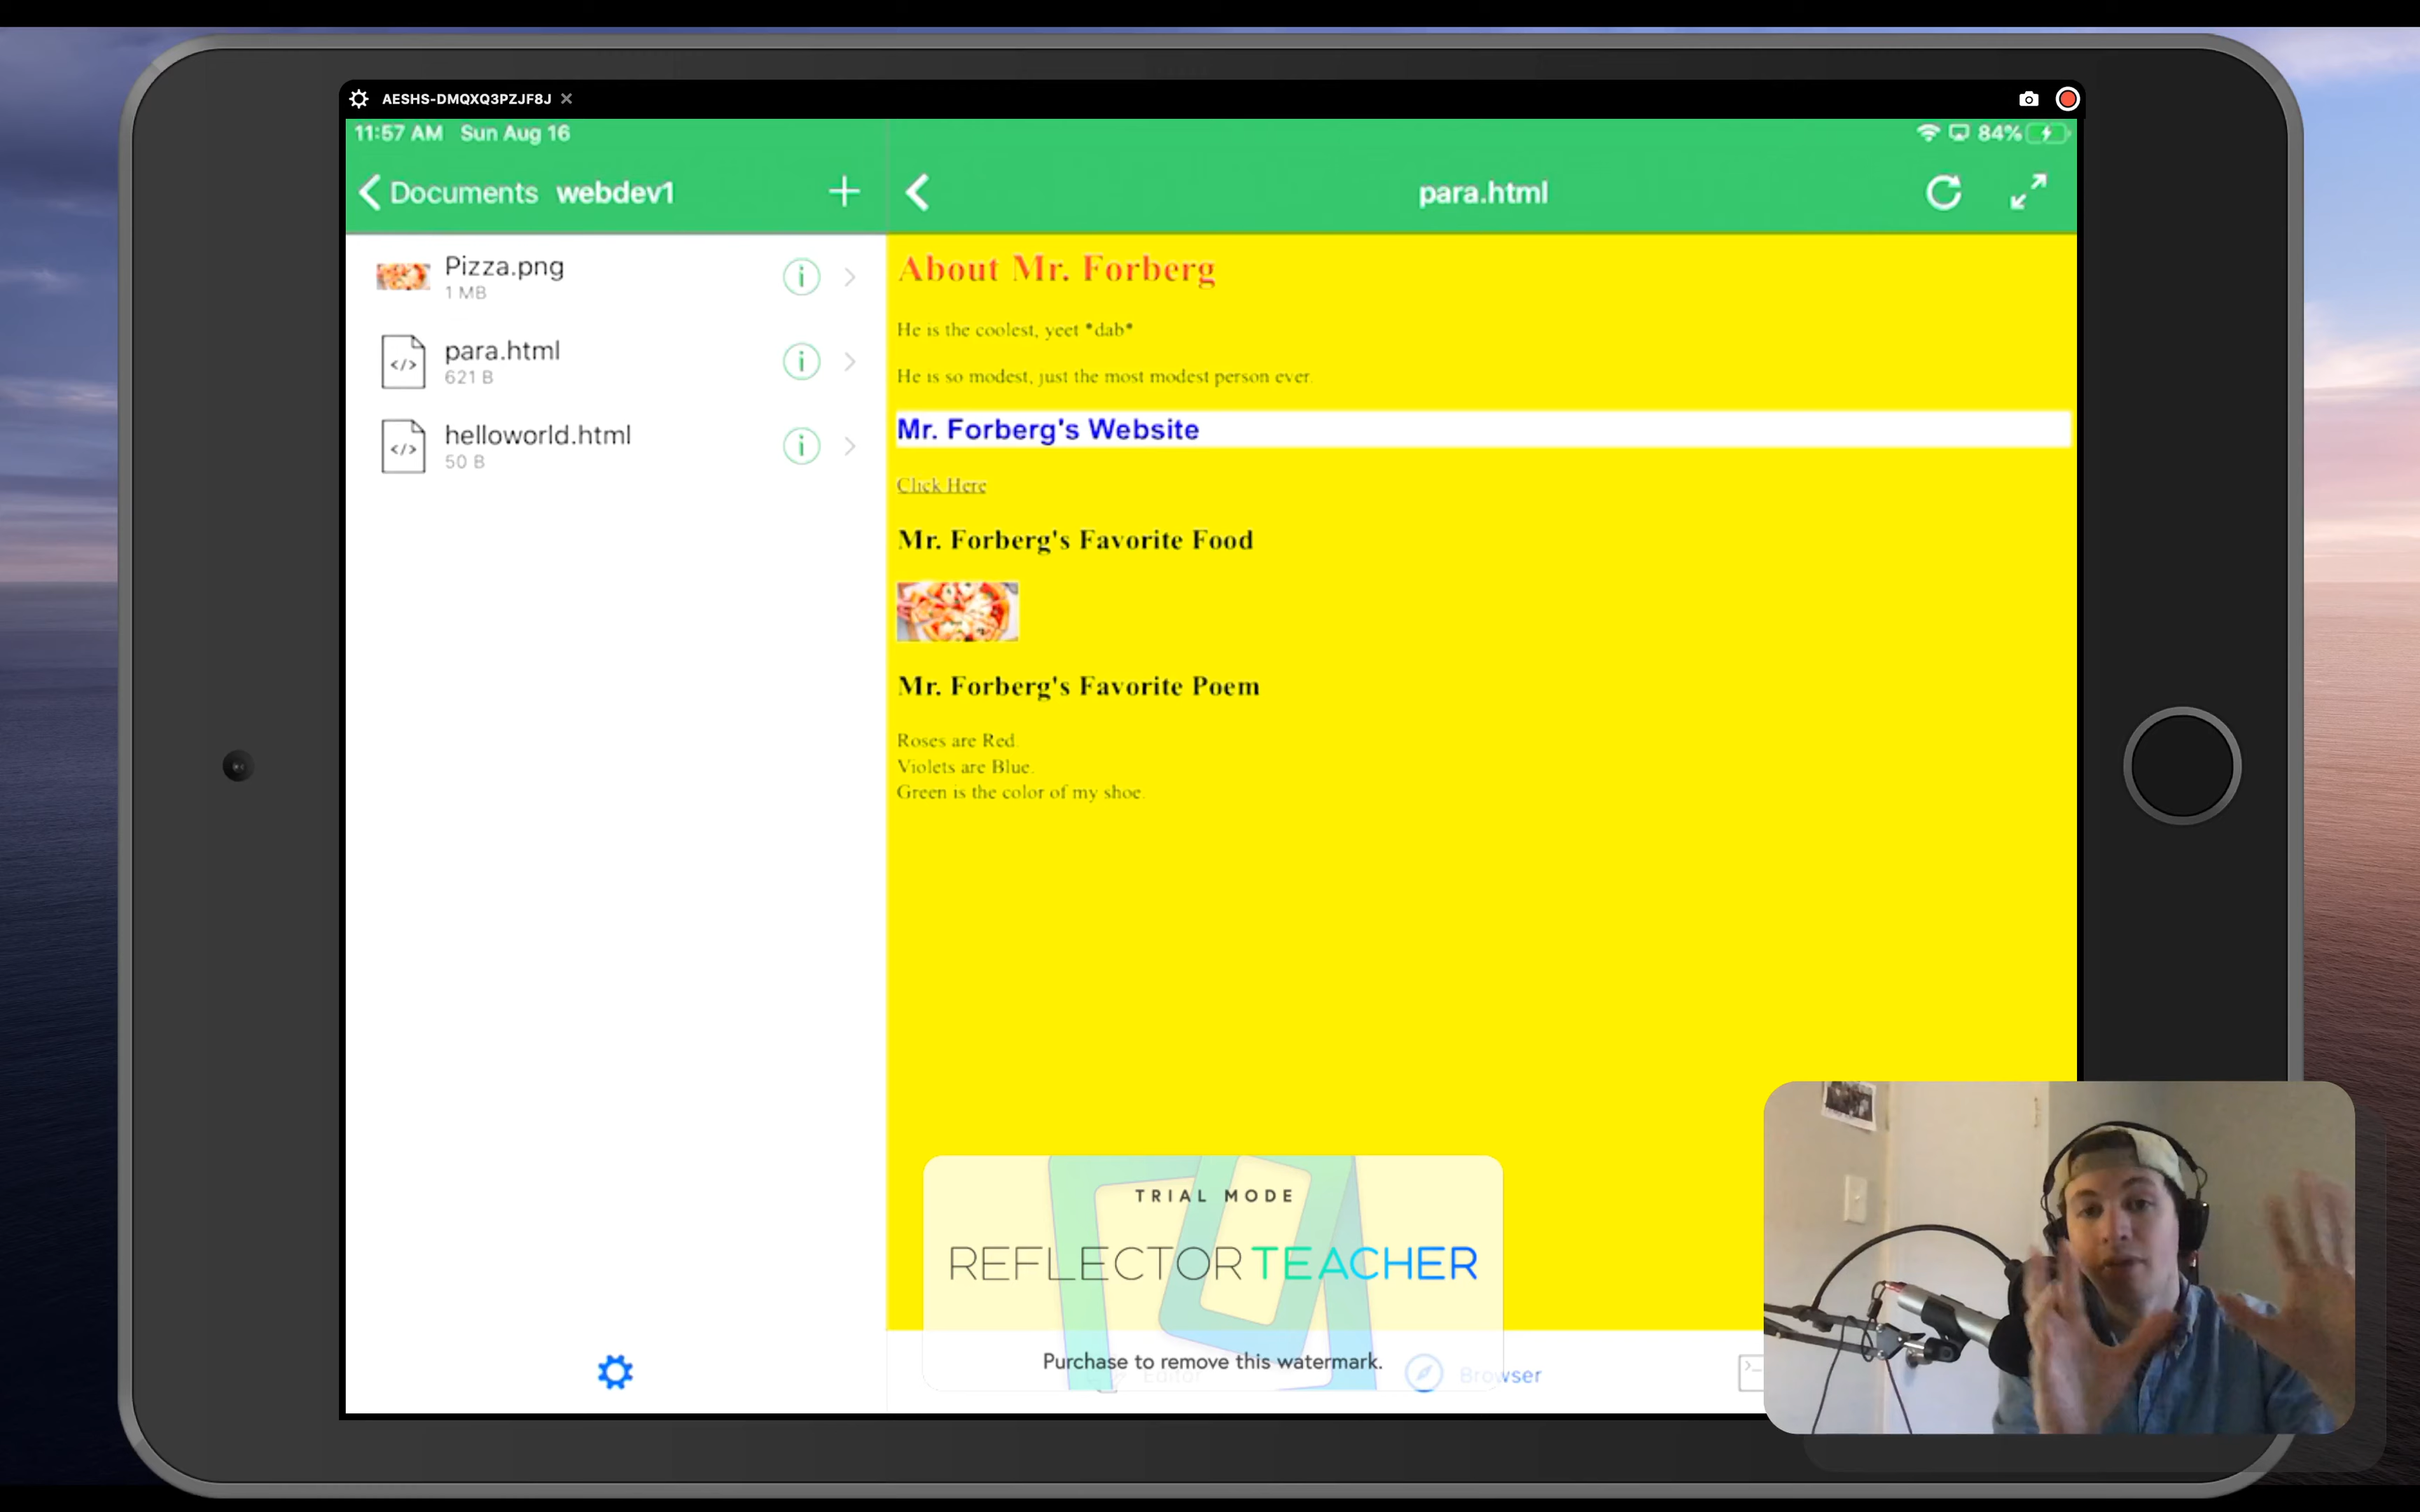 AESHS-DMQXQ3PZJF8J
11:57 AM Sun Aug 16
84%
Documents webdev1
para.html
Pizza.png
1 MB
para.html
621 B
helloworld.html
50 B
About Mr. Forberg
He is the coolest, yeet *dab*
He is so modest, just the most modest person ever.
Mr. Forberg's Website
Click Here
Mr. Forberg's Favorite Food
Mr. Forberg's Favorite Poem
Roses are Red.
Violets are Blue.
Green is the color of my shoe.
TRIAL MODE
REFLECTOR TEACHER
Purchase to remove this watermark.
Editor
Browser